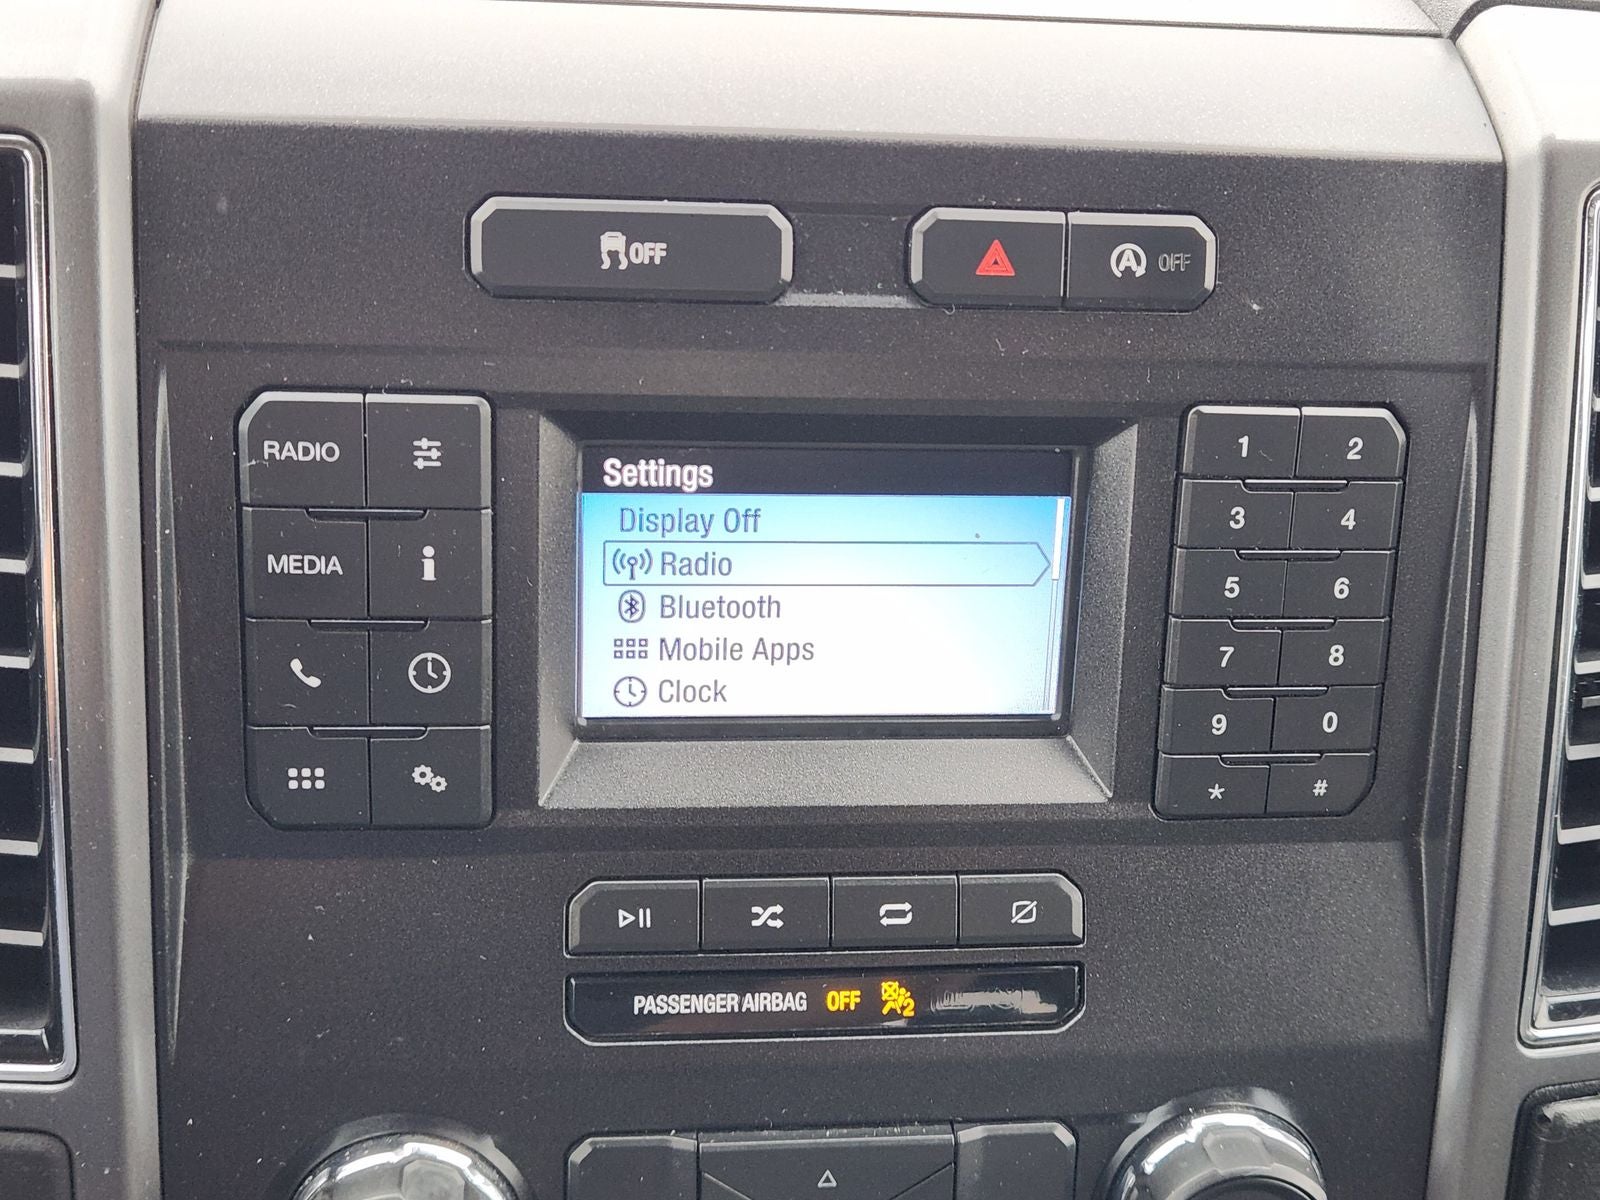 OFF
OFF
RADIO
MEDIA
Settings
Display Off
Radio
Bluetooth
Mobile Apps
Clock
1 2
3 4
5 6
7 8
9 0
* #
PASSENGER AIRBAG OFF 2